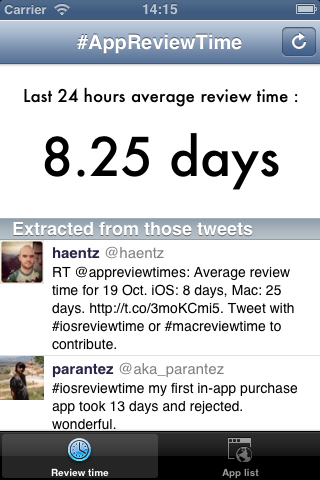 Carrier 14:15
#AppReviewTime
Last 24 hours average review time :
8.25 days
Extracted from those tweets
haentz @haentz
RT @appreviewtimes: Average review
time for 19 Oct. iOS: 8 days, Mac: 25
days. http://t.co/3moKCmi5. Tweet with
#iosreviewtime or #macreviewtime to
contribute.
parantez @aka_parantez
#iosreviewtime my first in-app purchase
app took 13 days and rejected.
wonderful.
Review time App list